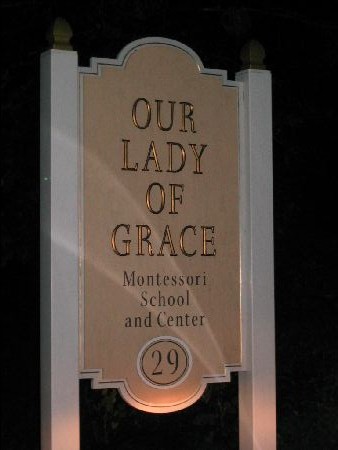 OUR
LADY
OF
GRACE
Montessori
School
and Center
29